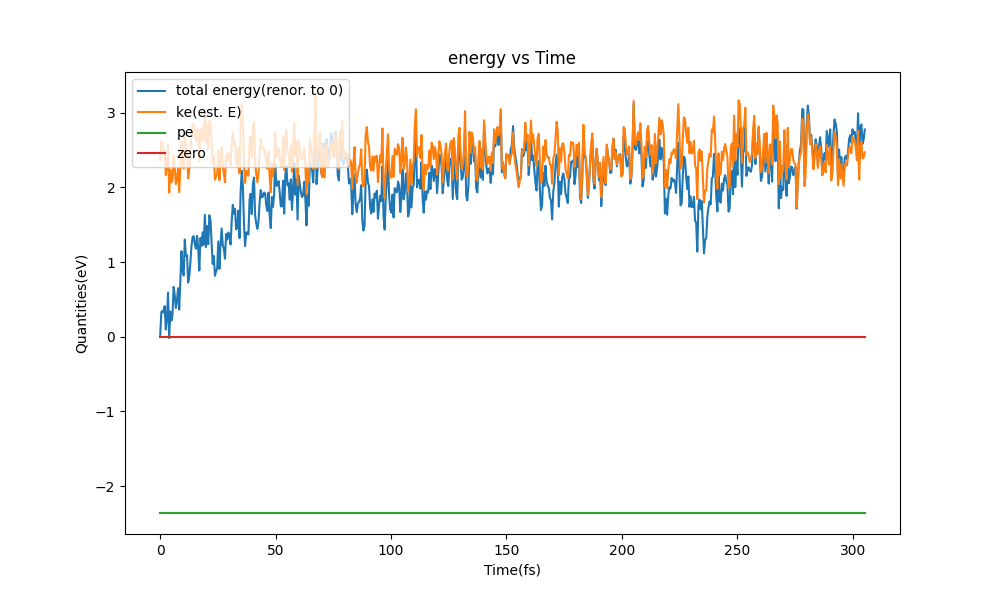 energy vs Time
total energy(renor. to 0)
ke(est. E)
pe
zero
3
2
1
0
−1
−2
Quantities(eV)
0 50 100 150 200 250 300
Time(fs)